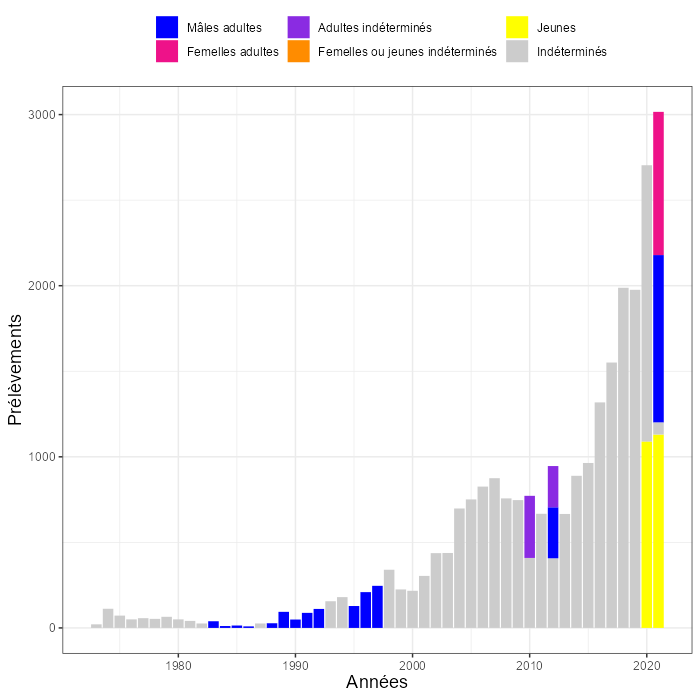 Mâles adultes Adultes indéterminés Jeunes
Femelles adultes Femelles ou jeunes indéterminés Indéterminés
3000
2000
1000
0
Prélèvements
1980 1990 2000 2010 2020
Années